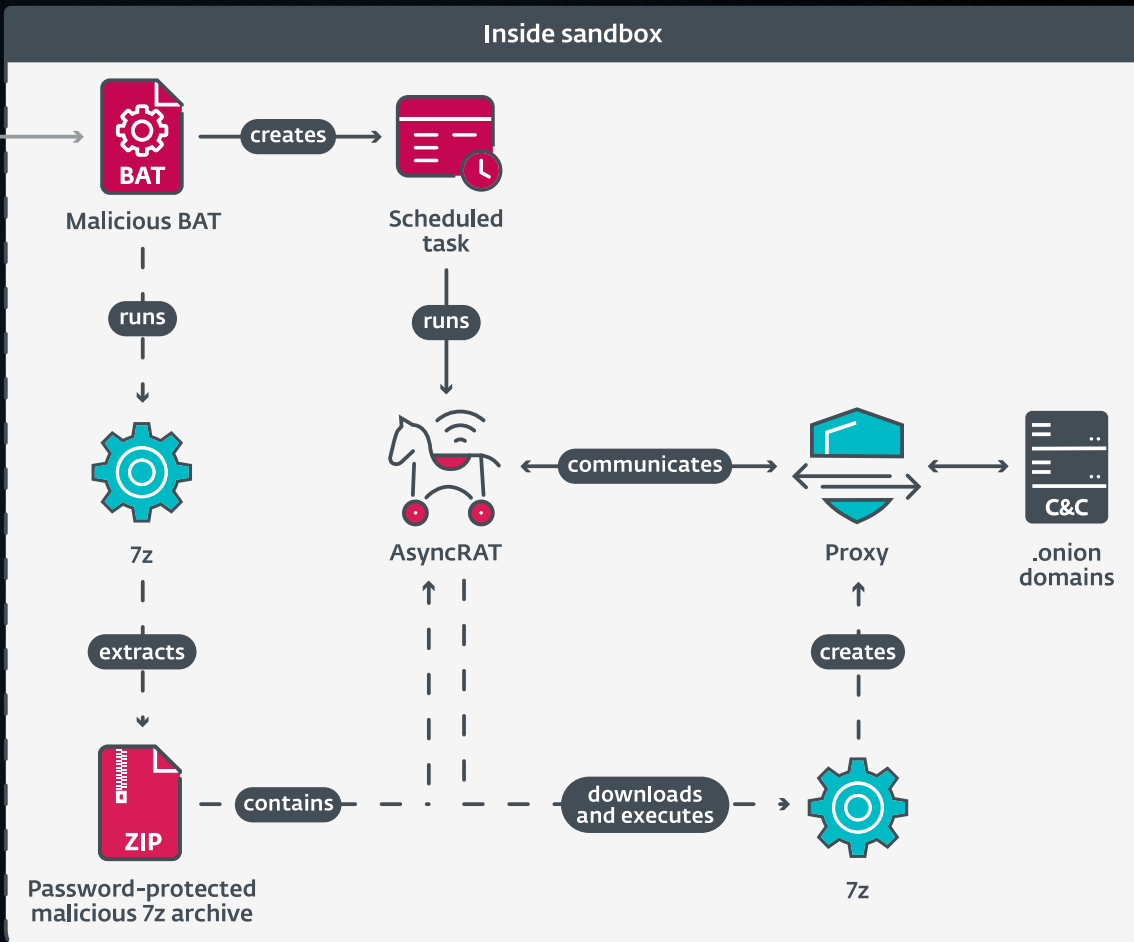 Inside sandbox
BAT
creates
Malicious BAT
Scheduled
task
runs
runs
7z
AsyncRAT
communicates
Proxy
C&C
.onion
domains
extracts
creates
ZIP
contains
downloads
and executes
Password-protected
malicious 7z archive
7z